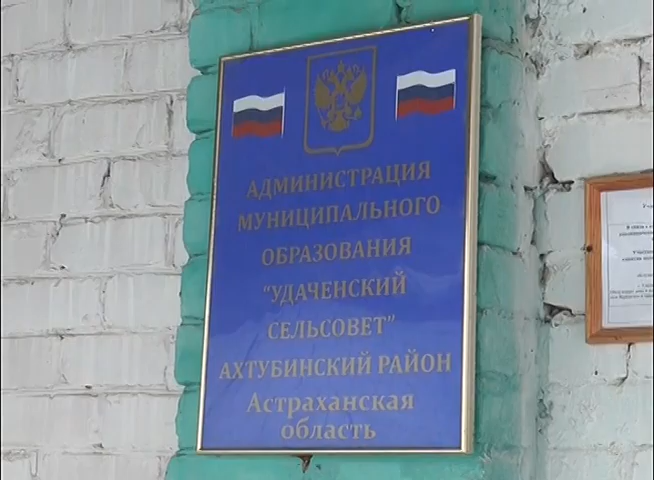 АДМИНИСТРАЦИЯ
МУНИЦИПАЛЬНОГО
ОБРАЗОВАНИЯ
"УДАЧЕНСКИЙ
СЕЛЬСОВЕТ"
АХТУБИНСКИЙ РАЙОН
Астраханская
область